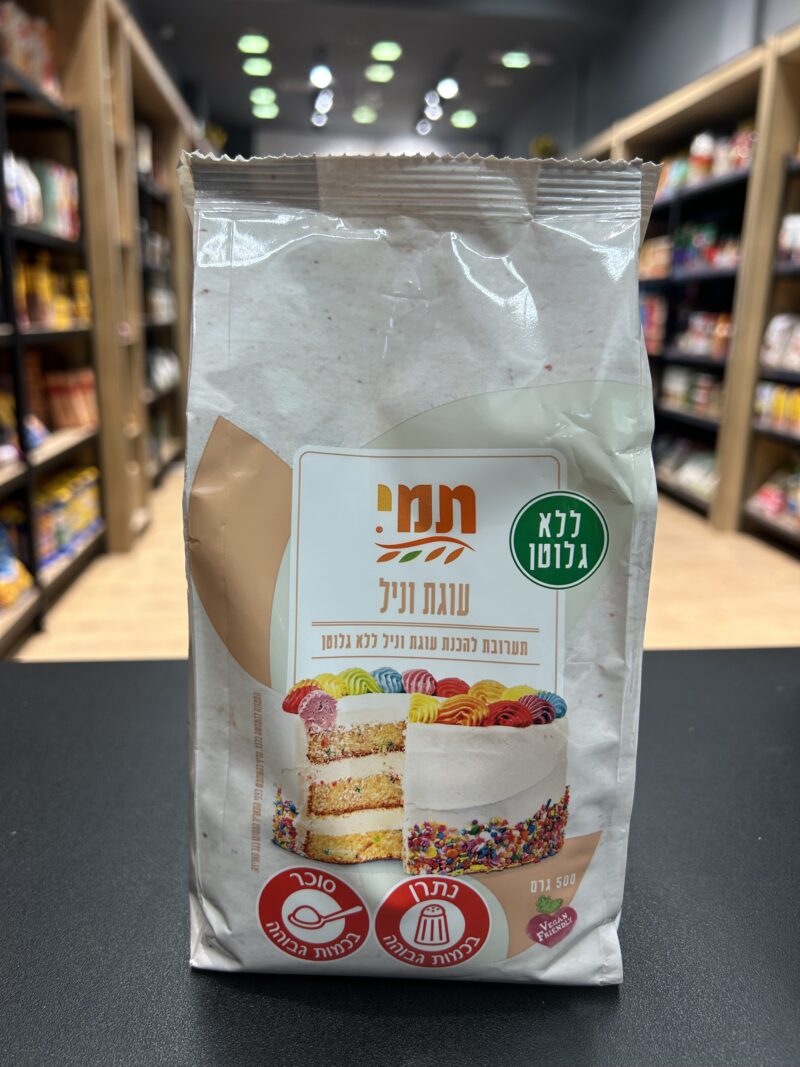 תמי
ללא
גלוטן
עוגת וניל
תערובת להכנת עוגת וניל ללא גלוטן
500 גרם
VEGAN
FRIENDLY
סוכר
בכמות גבוהה
נתרן
בכמות גבוהה